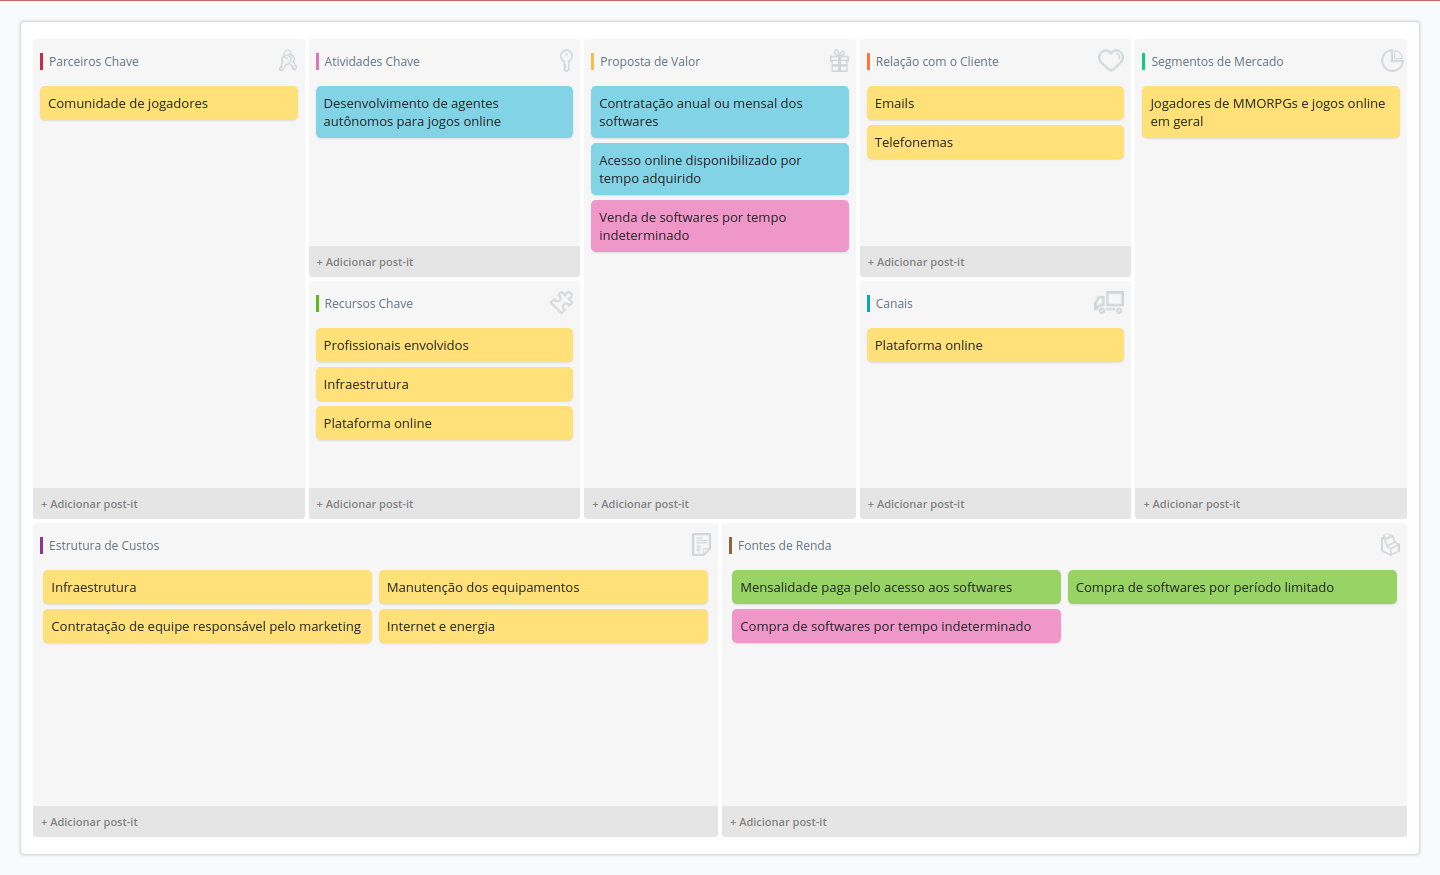 Parceiros Chave
Comunidade de jogadores
+ Adicionar post-it
Atividades Chave
Desenvolvimento de agentes
autônomos para jogos online
+ Adicionar post-it
Recursos Chave
Profissionais envolvidos
Infraestrutura
Plataforma online
+ Adicionar post-it
Proposta de Valor
Contratação anual ou mensal dos
softwares
Acesso online disponibilizado por
tempo adquirido
Venda de softwares por tempo
indeterminado
+ Adicionar post-it
Relação com o Cliente
Emails
Telefonemas
+ Adicionar post-it
Canais
Plataforma online
+ Adicionar post-it
Segmentos de Mercado
Jogadores de MMORPGs e jogos online
em geral
+ Adicionar post-it
Estrutura de Custos
Infraestrutura
Manutenção dos equipamentos
Contratação de equipe responsável pelo marketing
Internet e energia
+ Adicionar post-it
Fontes de Renda
Mensalidade paga pelo acesso aos softwares
Compra de softwares por período limitado
Compra de softwares por tempo indeterminado
+ Adicionar post-it